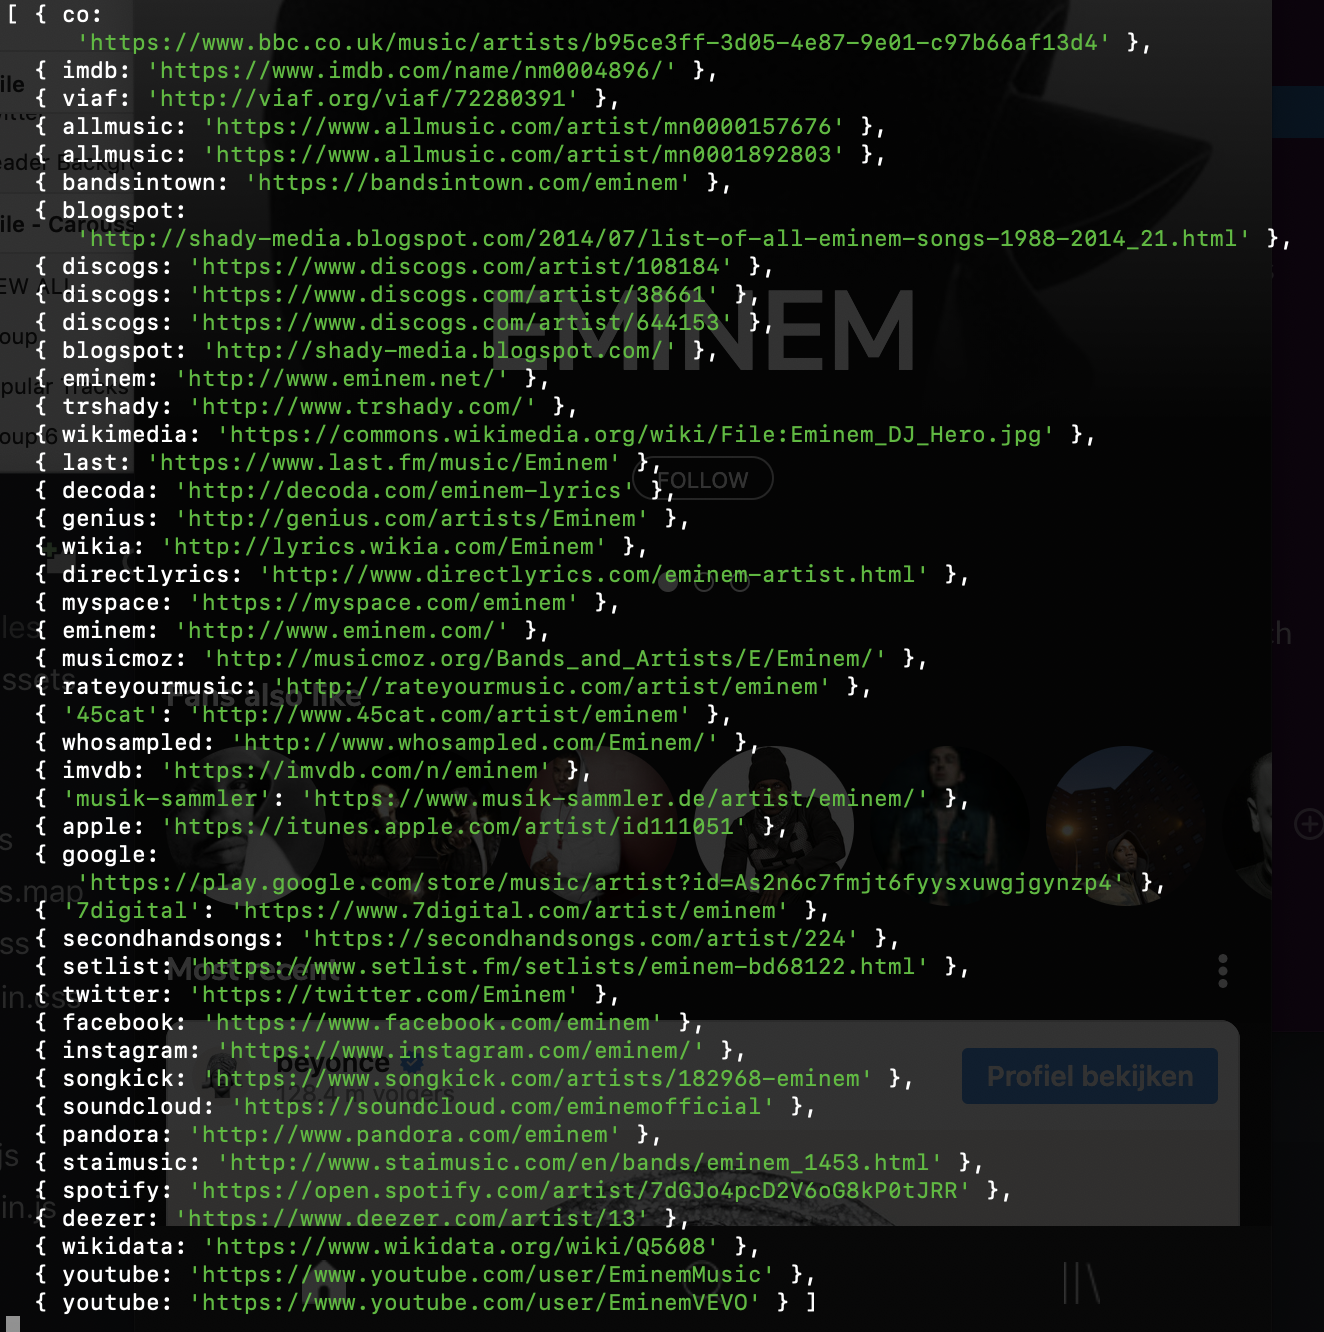 [ { co:
'https://www.bbc.co.uk/music/artists/b95ce3ff-3d05-4e87-9e01-c97b66af13d4' },
{ imdb: 'https://www.imdb.com/name/nm0004896/' },
{ viaf: 'http://viaf.org/viaf/72280391' },
{ allmusic: 'https://www.allmusic.com/artist/mn0000157676' },
{ allmusic: 'https://www.allmusic.com/artist/mn0001892803' },
{ bandsintown: 'https://bandsintown.com/eminem' },
{ blogspot:
'http://shady-media.blogspot.com/2014/07/list-of-all-eminem-songs-1988-2014_21.html' },
{ discogs: 'https://www.discogs.com/artist/108184' },
{ discogs: 'https://www.discogs.com/artist/38661' },
{ discogs: 'https://www.discogs.com/artist/644153' },
{ blogspot: 'http://shady-media.blogspot.com/' },
{ eminem: 'http://www.eminem.net/' },
{ trshady: 'http://www.trshady.com/' },
{ wikimedia: 'https://commons.wikimedia.org/wiki/File:Eminem_DJ_Hero.jpg' },
{ last: 'https://www.last.fm/music/Eminem' },
{ decoda: 'http://decoda.com/eminem-lyrics' },
{ genius: 'http://genius.com/artists/Eminem' },
{ wikia: 'http://lyrics.wikia.com/Eminem' },
{ directlyrics: 'http://www.directlyrics.com/eminem-artist.html' },
{ myspace: 'https://myspace.com/eminem' },
{ eminem: 'http://www.eminem.com/' },
{ musicmoz: 'http://musicmoz.org/Bands_and_Artists/E/Eminem/' },
{ rateyourmusic: 'http://rateyourmusic.com/artist/eminem' },
{ '45cat': 'http://www.45cat.com/artist/eminem' },
{ whosampled: 'http://www.whosampled.com/Eminem/' },
{ imvdb: 'https://imvdb.com/n/eminem' },
{ 'musik-sammler': 'https://www.musik-sammler.de/artist/eminem/' },
{ apple: 'https://itunes.apple.com/artist/id111051' },
{ google:
'https://play.google.com/store/music/artist?id=As2n6c7fmjt6fyysxuwgjgynzp4' },
{ '7digital': 'https://www.7digital.com/artist/eminem' },
{ secondhandsongs: 'https://secondhandsongs.com/artist/224' },
{ setlist: 'https://www.setlist.fm/setlists/eminem-bd68122.html' },
{ twitter: 'https://twitter.com/Eminem' },
{ facebook: 'https://www.facebook.com/eminem' },
{ instagram: 'https://www.instagram.com/eminem/' },
{ songkick: 'https://www.songkick.com/artists/182968-eminem' },
{ soundcloud: 'https://soundcloud.com/eminemofficial' },
{ pandora: 'http://www.pandora.com/eminem' },
{ staimusic: 'http://www.staimusic.com/en/bands/eminem_1453.html' },
{ spotify: 'https://open.spotify.com/artist/7dGJo4pcD2V6oG8kP0tJRR' },
{ deezer: 'https://www.deezer.com/artist/13' },
{ wikidata: 'https://www.wikidata.org/wiki/Q5608' },
{ youtube: 'https://www.youtube.com/user/EminemMusic' },
{ youtube: 'https://www.youtube.com/user/EminemVEVO' } ]
EMINEM
FOLLOW
Fans also like
Most recent
beyonce
128,4 m volgers
Profiel bekijken